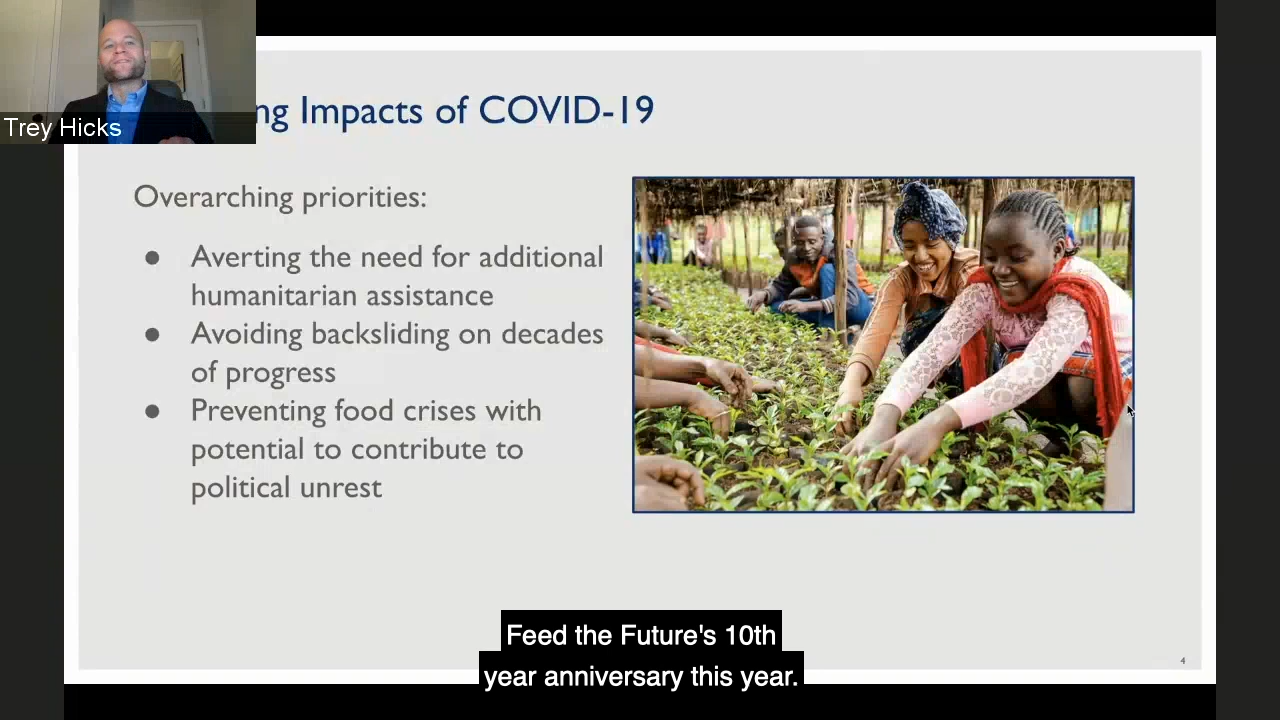 ng Impacts of COVID-19
Trey Hicks
Overarching priorities:
● Averting the need for additional
humanitarian assistance
● Avoiding backsliding on decades
of progress
● Preventing food crises with
potential to contribute to
political unrest
Feed the Future's 10th
year anniversary this year.
4